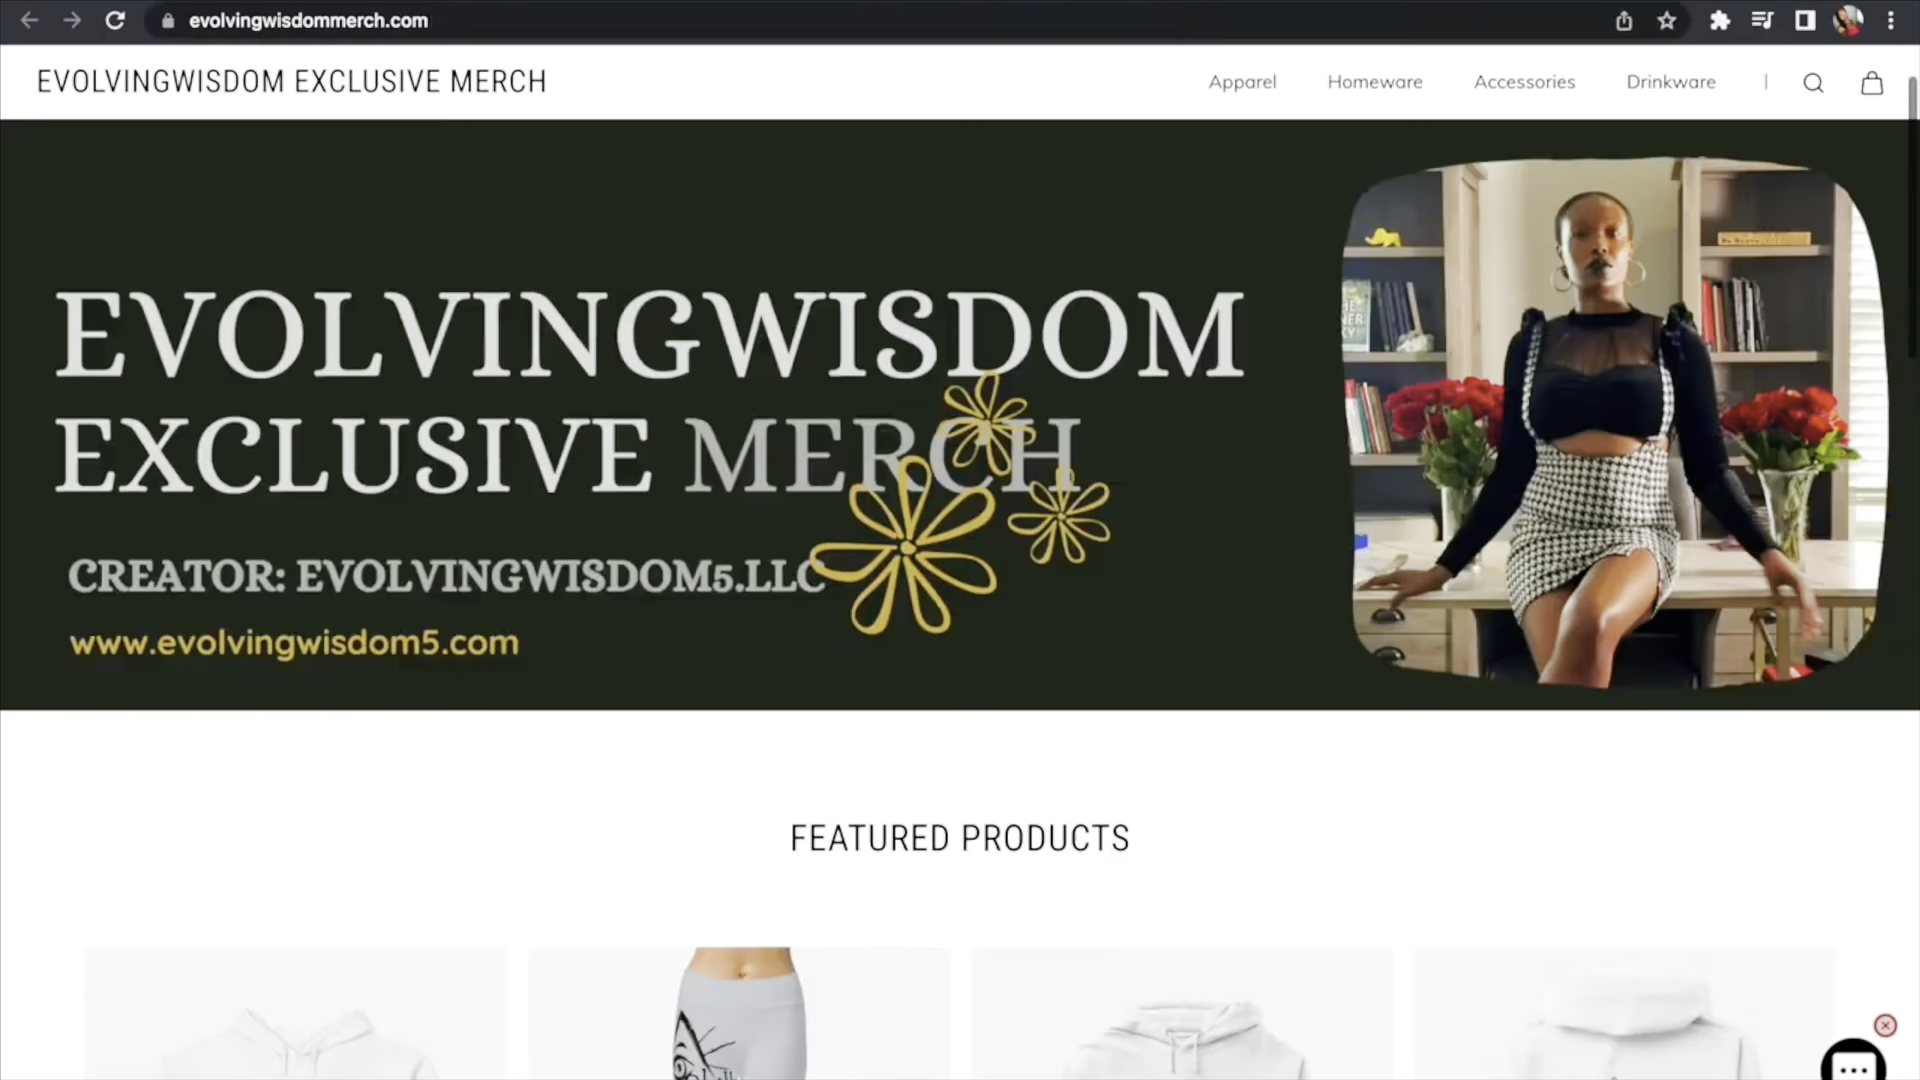 evolvingwisdommerch.com
EVOLVINGWISDOM EXCLUSIVE MERCH
Apparel
Homeware
Accessories
Drinkware
EVOLVINGWISDOM
EXCLUSIVE MERCH
CREATOR: EVOLVINGWISDOM5.LLC
www.evolvingwisdom5.com
FEATURED PRODUCTS